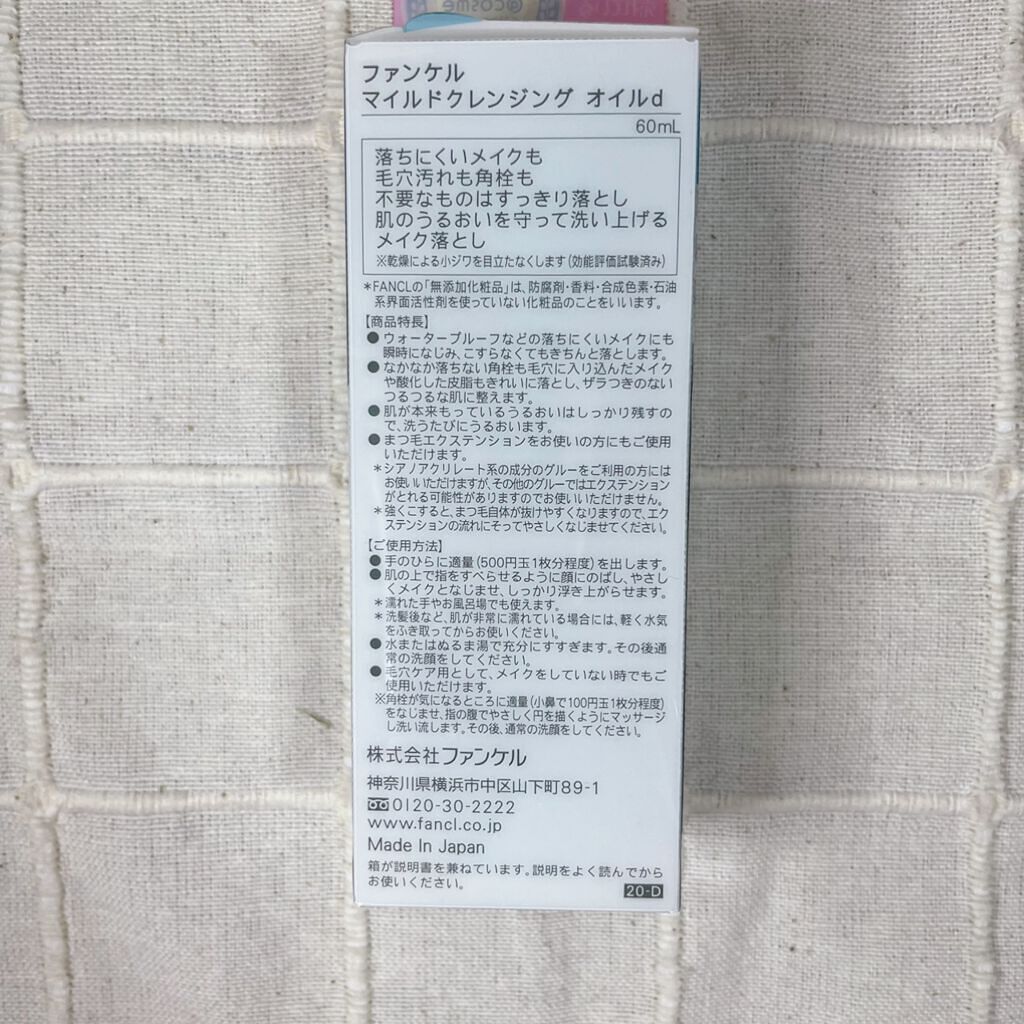 @cosme
ファンケル
マイルドクレンジング オイルd
60mL
落ちにくいメイクも
毛穴汚れも角栓も
不要なものはすっきり落とし
肌のうるおいを守って洗い上げる
メイク落とし
※乾燥による小ジワを目立たなくします(効能評価試験済み)
*FANCLの「無添加化粧品」は、防腐剤・香料・合成色素・石油
系界面活性剤を使っていない化粧品のことをいいます。
【商品特長】
●ウォータープルーフなどの落ちにくいメイクにも
瞬時になじみ、こすらなくてもきちんと落とします。
●なかなか落ちない角栓も毛穴に入り込んだメイク
や酸化した皮脂もきれいに落とし、ザラつきのない
つるつるな肌に整えます。
●肌が本来もっているうるおいはしっかり残すの
で、洗うたびにうるおいます。
●まつ毛エクステンションをお使いの方にもご使用
いただけます。
*シアノアクリレート系の成分のグルーをご利用の方には
お使いいただけますが、その他のグルーではエクステンション
がとれる可能性がありますのでお使いいただけません。
*強くこすると、まつ毛自体が抜けやすくなりますので、エク
ステンションの流れにそってやさしくなじませてください。
【ご使用方法】
●手のひらに適量(500円玉1枚分程度)を出します。
●肌の上で指をすべらせるように顔にのばし、やさし
くメイクとなじませ、しっかり浮き上がらせます。
*濡れた手やお風呂場でも使えます。
*洗髪後など、肌が非常に濡れている場合には、軽く水気
をふき取ってからお使いください。
●水またはぬるま湯で充分にすすぎます。その後通
常の洗顔をしてください。
●毛穴ケア用として、メイクをしていない時でもご
使用いただけます。
※角栓が気になるところに適量(小鼻で100円玉1枚分程度)
をなじませ、指の腹でやさしく円を描くようにマッサージ
し洗い流します。その後、通常の洗顔をしてください。
株式会社ファンケル
神奈川県横浜市中区山下町89-1
0120-30-2222
www.fancl.co.jp
Made In Japan
箱が説明書を兼ねています。説明をよく読んでから
お使いください。
20-D